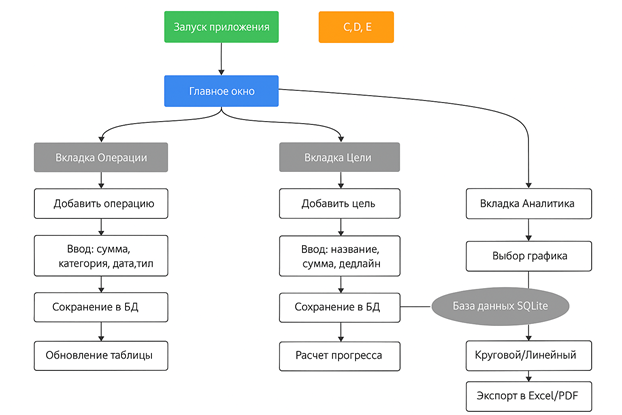 Запуск приложения
C, D, E
Главное окно
Вкладка Операции
Вкладка Цели
Добавить операцию
Добавить цель
Вкладка Аналитика
Ввод: сумма,
категория, дата,тип
Ввод: название,
сумма, дедлайн
Выбор графика
Сокранение в БД
Сохранение в БД
База данных SQLite
Обновление таблицы
Расчет прогресса
Круговой/Линейный
Экспорт в Excel/PDF